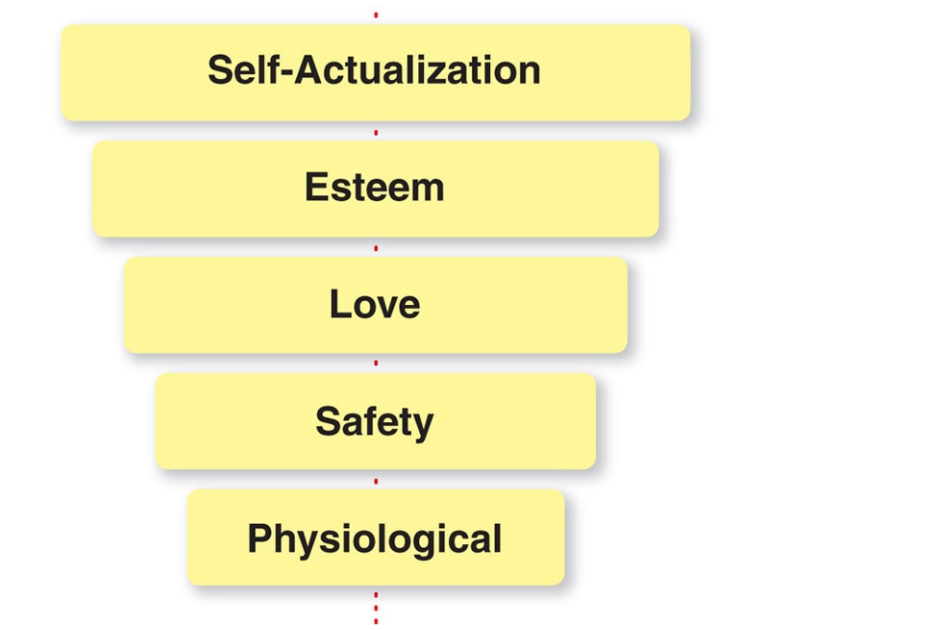 Self-Actualization
Esteem
Love
Safety
Physiological